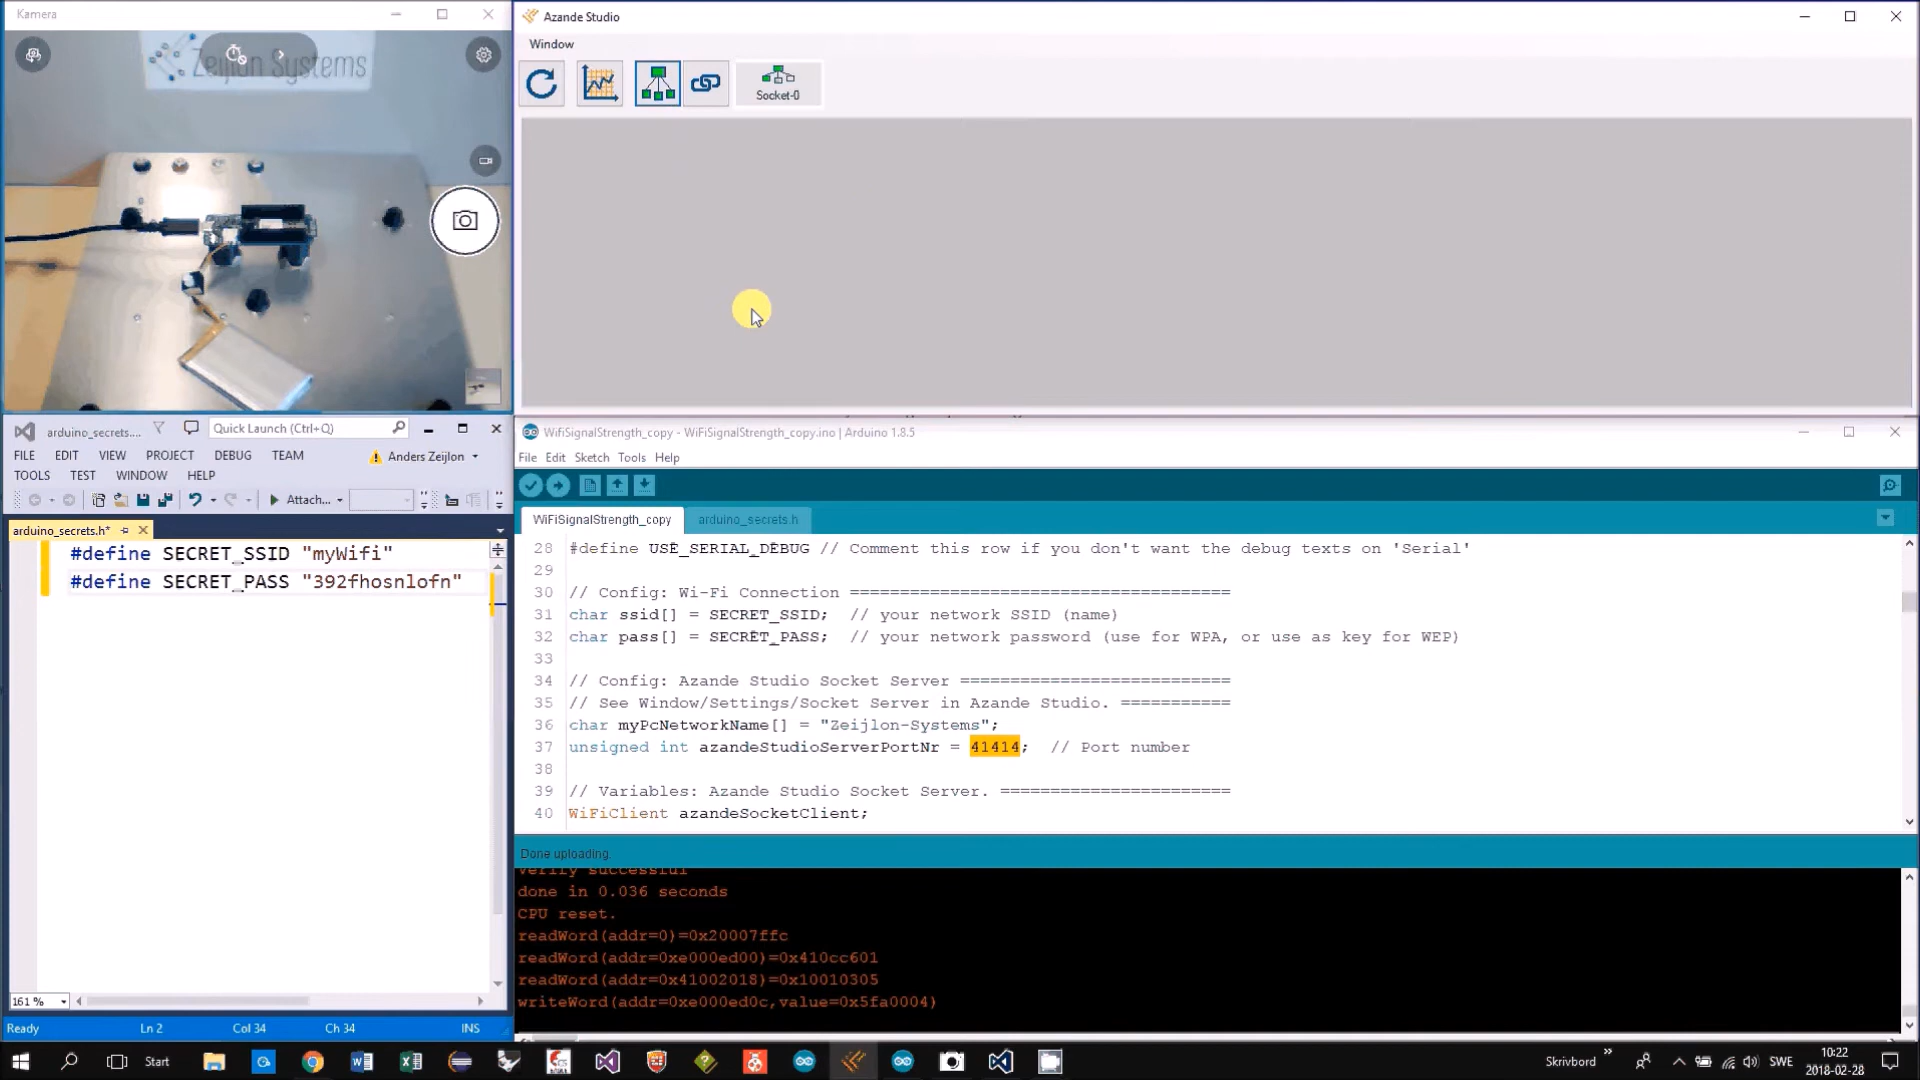 Kamera
Zeijlon Systems
Azande Studio
Window
Socket-0
arduino_secrets....
Quick Launch (Ctrl+Q)
FILE EDIT VIEW PROJECT DEBUG TEAM
Anders Zeijlon
TOOLS TEST WINDOW HELP
Attach...
arduino_secrets.h*
#define SECRET_SSID "myWifi"
#define SECRET_PASS "392fhosnlofn"
161 %
Ready Ln 2 Col 34 Ch 34 INS
WifiSignalStrength_copy - WiFiSignalStrength_copy.ino | Arduino 1.8.5
File Edit Sketch Tools Help
WiFiSignalStrength_copy arduino_secrets.h
28 #define USE_SERIAL_DEBUG // Comment this row if you don't want the debug texts on 'Serial'
29
30 // Config: Wi-Fi Connection ======================================
31 char ssid[] = SECRET_SSID; // your network SSID (name)
32 char pass[] = SECRET_PASS; // your network password (use for WPA, or use as key for WEP)
33
34 // Config: Azande Studio Socket Server ===========================
35 // See Window/Settings/Socket Server in Azande Studio. ===========
36 char myPcNetworkName[] = "Zeijlon-Systems";
37 unsigned int azandeStudioServerPortNr = 41414; // Port number
38
39 // Variables: Azande Studio Socket Server. =======================
40 WiFiClient azandeSocketClient;
Done uploading.
Verify successful
done in 0.036 seconds
CPU reset.
readWord(addr=0)=0x20007ffc
readWord(addr=0xe000ed00)=0x410cc601
readWord(addr=0x41002018)=0x10010305
writeWord(addr=0xe000ed0c,value=0x5fa0004)
Start
Skrivbord
SWE
10:22
2018-02-28